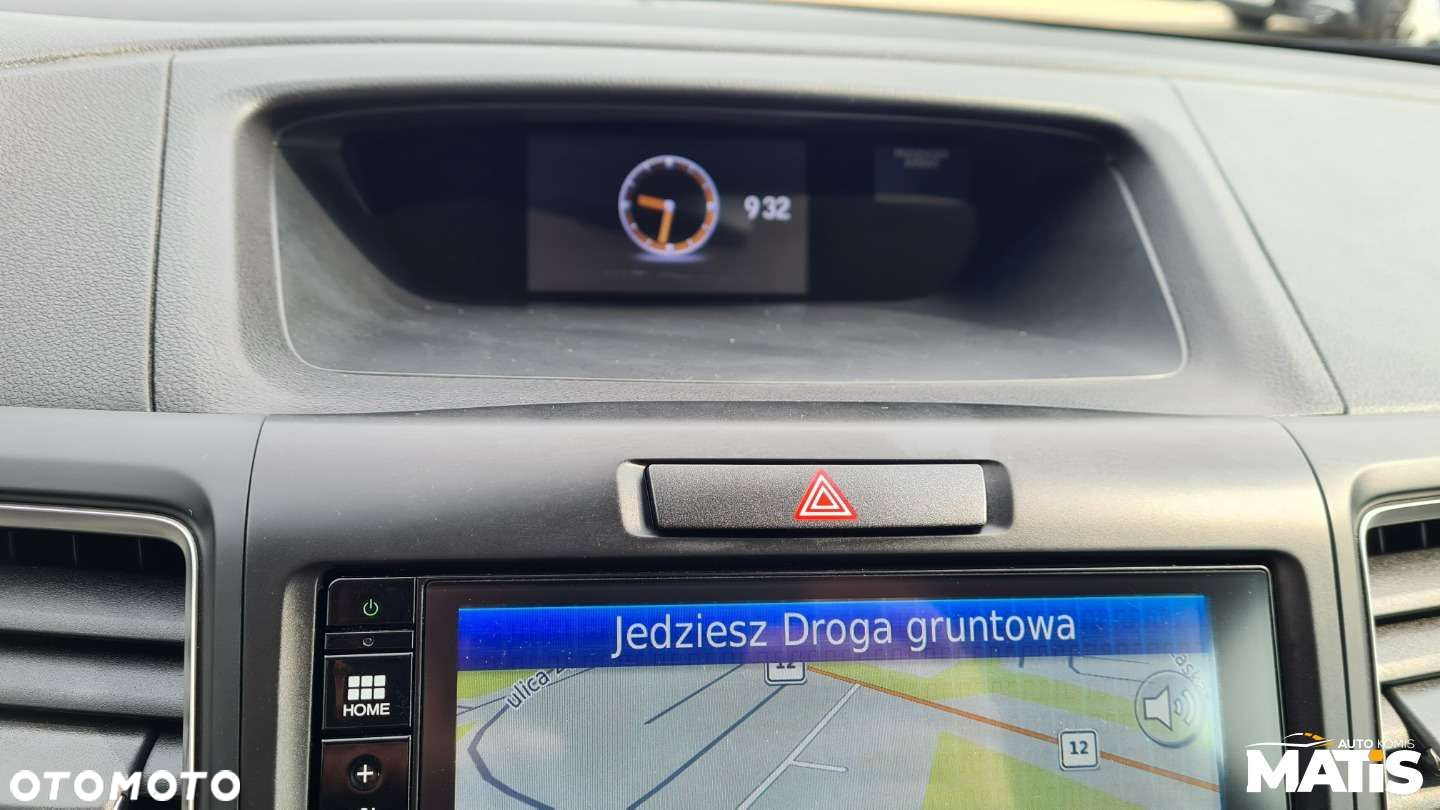 932
Jedziesz Droga gruntowa
12
ulica
HOME
+
12
OTOMOTO
AUTO KOMIS
MATIS